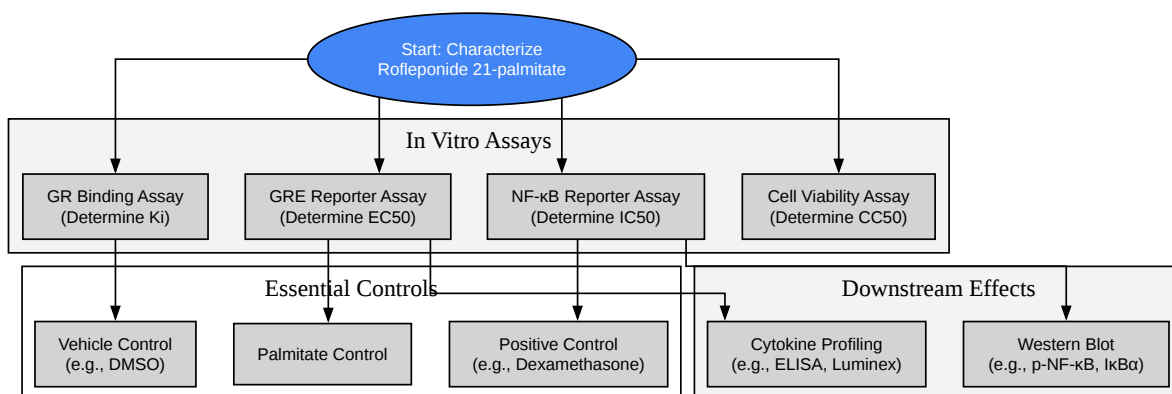 Start: Characterize
Rofleponide 21-palmitate
In Vitro Assays
GR Binding Assay
(Determine Ki)
GRE Reporter Assay
(Determine EC50)
NF-κB Reporter Assay
(Determine IC50)
Cell Viability Assay
(Determine CC50)
Essential Controls
Vehicle Control
(e.g., DMSO)
Palmitate Control
Positive Control
(e.g., Dexamethasone)
Downstream Effects
Cytokine Profiling
(e.g., ELISA, Luminex)
Western Blot
(e.g., p-NF-κB, IκBα)